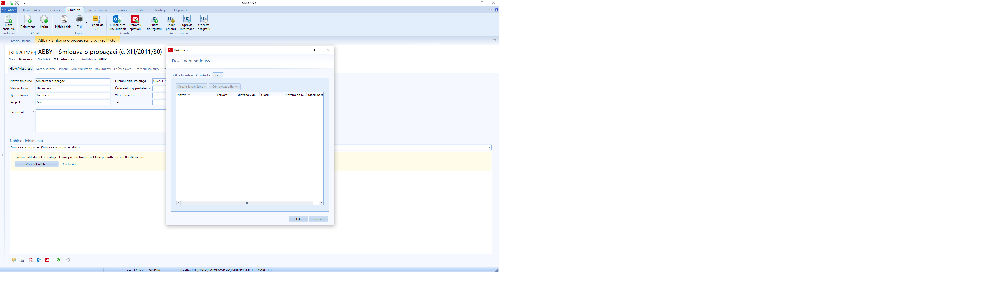 SMLOUVY
SMLOUVY Hlavní funkce Evidence Smlouva Registr smluv Číselníky Databáze Nástroje Nápověda
Nová smlouva Dokument Lhůtu Náhled tisku Tisk Export do ZIP E-mail přes MS Outlook Datovou zprávou Přidat do registru Přidat přílohu Upravit informace Odebrat z registru
Smlouva Přidat Export Odeslat Registr smluv
Úvodní strana ABBY - Smlouva o propagaci (č. XIII/2011/30)
[XIII/2011/30] ABBY - Smlouva o propagaci (č. XIII/2011/30)
Stav: Ukončeno Sjednává: ZM partners a.s. Protistrana: ABBY
Hlavní vlastnosti Data a správce Plnění Smluvní strany Dokumenty Lhůty a akce Umístění smlouvy Op
Název smlouvy: Smlouva o propagaci Firemní číslo smlouvy: XIII/2011/
Stav smlouvy: Ukončeno Číslo smlouvy protistrany:
Typ smlouvy: Neurčeno Vlastní značka: -
Projekt: Golf Text :
Preambule:
Náhled dokumentu
Smlouva o propagaci (Smlouva o propagaci.docx)
Systém náhledů dokumentů je aktivní, první zobrazení náhledu potvrďte prosím tlačítkem níže.
Zobrazit náhled Nastavení...
Dokument
Dokument smlouvy
Základní údaje Poznámka Revize
Otevřít k nahlédnutí Obnovit ze zálohy
Název Velikost Uloženo v db Uložil Uloženo do r... Uložil do re
OK Zrušit
ver.: 1.1.12.4 SYSDBA localhost:D:\TESTY\SMLOUVY\Data\EVIDENCESMLUV_SAMPLE.FDB